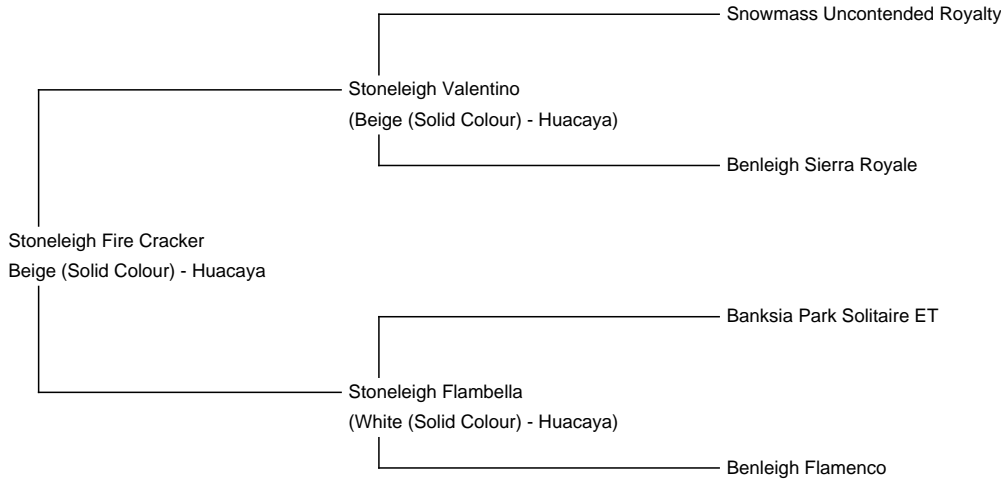 Snowmass Uncontended Royalty
Stoneleigh Valentino
(Beige (Solid Colour) - Huacaya)
Benleigh Sierra Royale
Stoneleigh Fire Cracker
Beige (Solid Colour) - Huacaya
Banksia Park Solitaire ET
Stoneleigh Flambella
(White (Solid Colour) - Huacaya)
Benleigh Flamenco